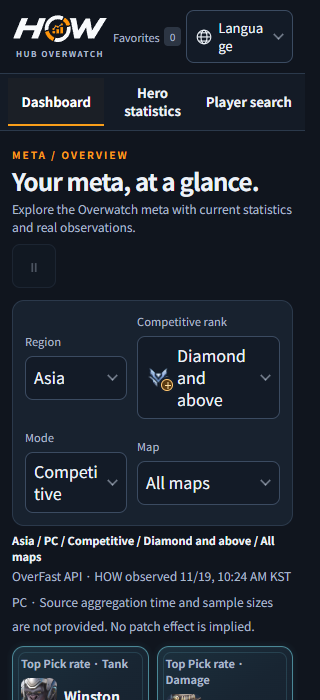 HOW
HUB OVERWATCH
Favorites 0
Langua
ge
Dashboard
Hero
statistics
Player search
META / OVERVIEW
Your meta, at a glance.
Explore the Overwatch meta with current statistics
and real observations.
Region
Asia
Competitive rank
Diamond
and
above
Mode
Competi
tive
Map
All maps
Asia / PC / Competitive / Diamond and above / All
maps
OverFast API · HOW observed 11/19, 10:24 AM KST
PC · Source aggregation time and sample sizes
are not provided. No patch effect is implied.
Top Pick rate · Tank
Winston
Top Pick rate ·
Damage